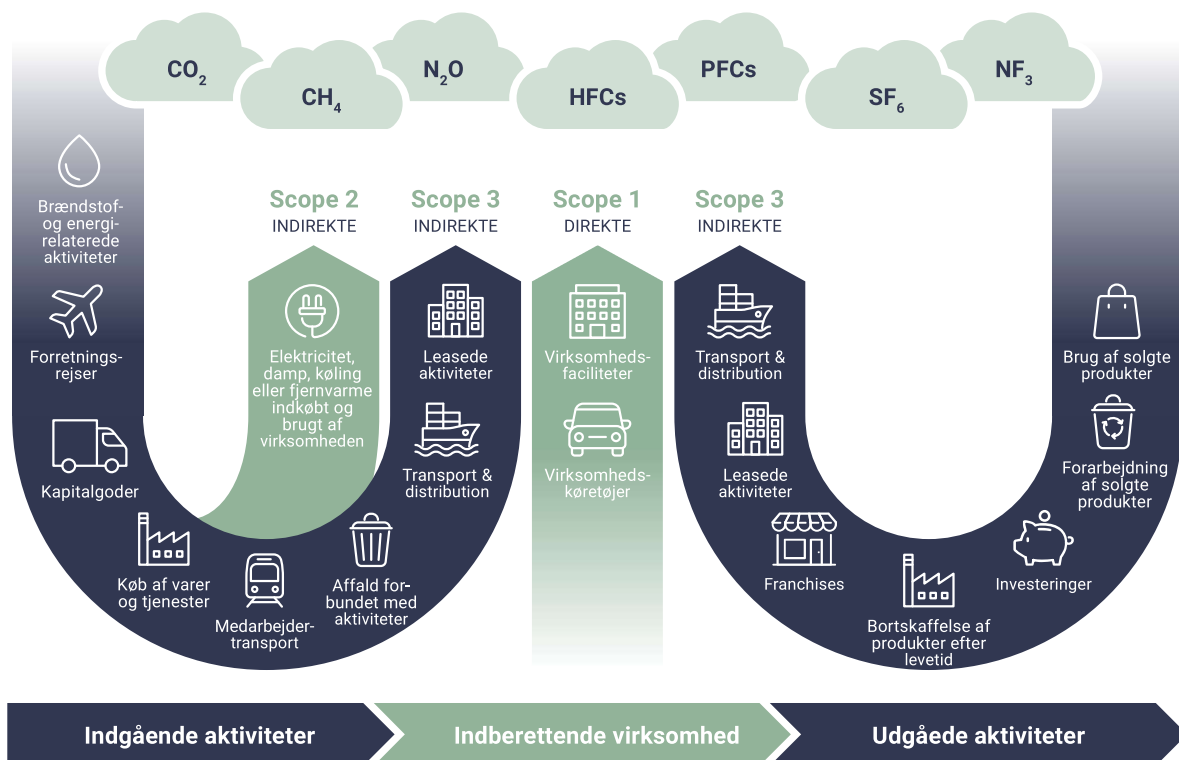 CO₂
CH₄
N₂O
HFCs
PFCs
SF₆
NF₃
Brændstof-
og energi-
relaterede
aktiviteter
Forretnings-
rejser
Kapitalgoder
Køb af varer
og tjenester
Medarbejder-
transport
Affald for-
bundet med
aktiviteter
Scope 2
INDIREKTE
Elektricitet,
damp, køling
eller fjernvarme
indkøbt og
brugt af
virksomheden
Scope 3
INDIREKTE
Leasede
aktiviteter
Transport &
distribution
Scope 1
DIREKTE
Virksomheds-
faciliteter
Virksomheds-
køretøjer
Scope 3
INDIREKTE
Transport &
distribution
Leasede
aktiviteter
Franchises
Bortskaffelse af
produkter efter
levetid
Investeringer
Brug af solgte
produkter
Forarbejdning
af solgte
produkter
Indgående aktiviteter
Indberettende virksomhed
Udgåede aktiviteter